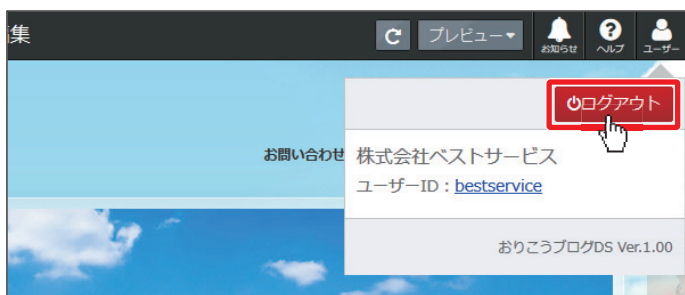 集
プレビュー
お知らせ
ヘルプ
ユーザー
ログアウト
お問い合わせ
株式会社ベストサービス
ユーザーID：bestservice
おりこうブログDS Ver.1.00